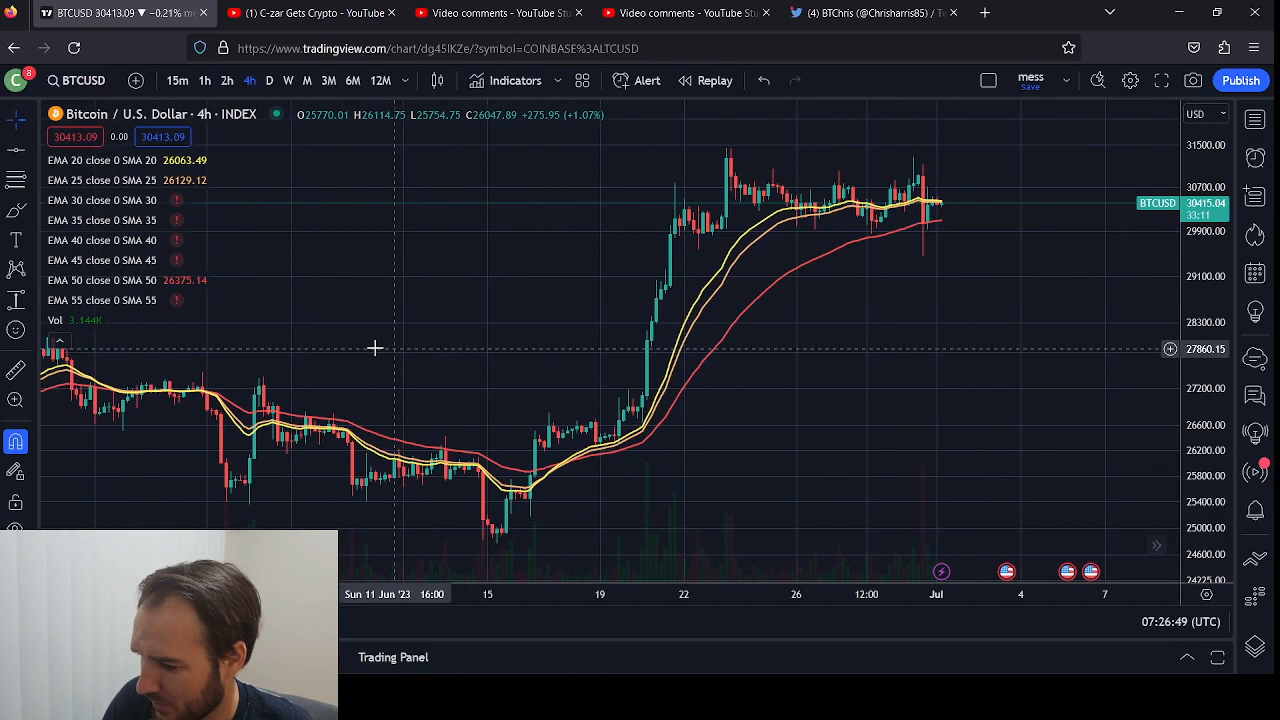 BTCUSD 30413.09 ▼ −0.21% m
(1) C-zar Gets Crypto - YouTube
Video comments - YouTube Stu
Video comments - YouTube Stu
(4) BTChris (@Chrisharris85) / Tw
https://www.tradingview.com/chart/dg45lKZe/?symbol=COINBASE%3ALTCUSD
C 8
BTCUSD
15m 1h 2h 4h D W M 3M 6M 12M
Indicators
Alert
Replay
mess
Save
Publish
Bitcoin / U.S. Dollar · 4h · INDEX
O25770.01 H26114.75 L25754.75 C26047.89 +275.95 (+1.07%)
USD
30413.09 0.00 30413.09
EMA 20 close 0 SMA 20 26063.49
EMA 25 close 0 SMA 25 26129.12
EMA 30 close 0 SMA 30
EMA 35 close 0 SMA 35
EMA 40 close 0 SMA 40
EMA 45 close 0 SMA 45
EMA 50 close 0 SMA 50 26375.14
EMA 55 close 0 SMA 55
Vol 3.144K
31500.00
30700.00
BTCUSD 30415.04
33:11
29900.00
29100.00
28300.00
27860.15
27200.00
26600.00
26200.00
25800.00
25400.00
25000.00
24600.00
24225.00
Sun 11 Jun '23 16:00 15 19 22 26 12:00 Jul 4 7
07:26:49 (UTC)
Trading Panel